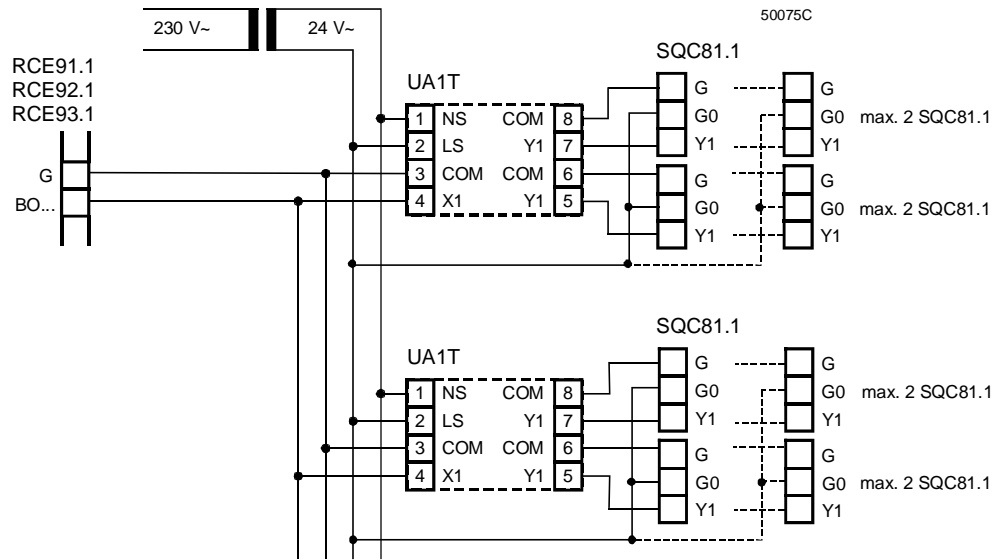 230 V~ 24 V~ 50075C
RCE91.1
RCE92.1
RCE93.1
G
BO...
UA1T
1 NS COM 8
2 LS Y1 7
3 COM COM 6
4 X1 Y1 5
SQC81.1
G G
G0 G0 max. 2 SQC81.1
Y1 Y1
G G
G0 G0 max. 2 SQC81.1
Y1 Y1
UA1T
1 NS COM 8
2 LS Y1 7
3 COM COM 6
4 X1 Y1 5
SQC81.1
G G
G0 G0 max. 2 SQC81.1
Y1 Y1
G G
G0 G0 max. 2 SQC81.1
Y1 Y1